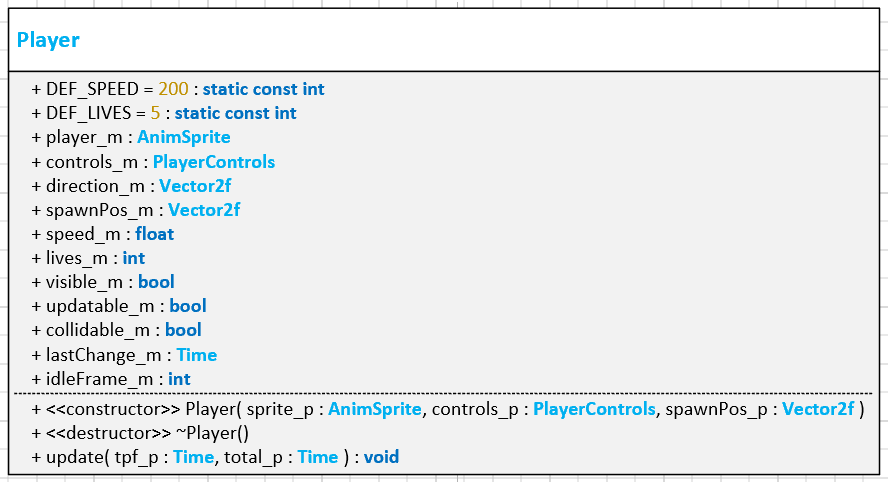 Player
+ DEF_SPEED = 200 : static const int
+ DEF_LIVES = 5 : static const int
+ player_m : AnimSprite
+ controls_m : PlayerControls
+ direction_m : Vector2f
+ spawnPos_m : Vector2f
+ speed_m : float
+ lives_m : int
+ visible_m : bool
+ updatable_m : bool
+ collidable_m : bool
+ lastChange_m : Time
+ idleFrame_m : int
+ <<constructor>> Player( sprite_p : AnimSprite, controls_p : PlayerControls, spawnPos_p : Vector2f )
+ <<destructor>> ~Player()
+ update( tpf_p : Time, total_p : Time ) : void